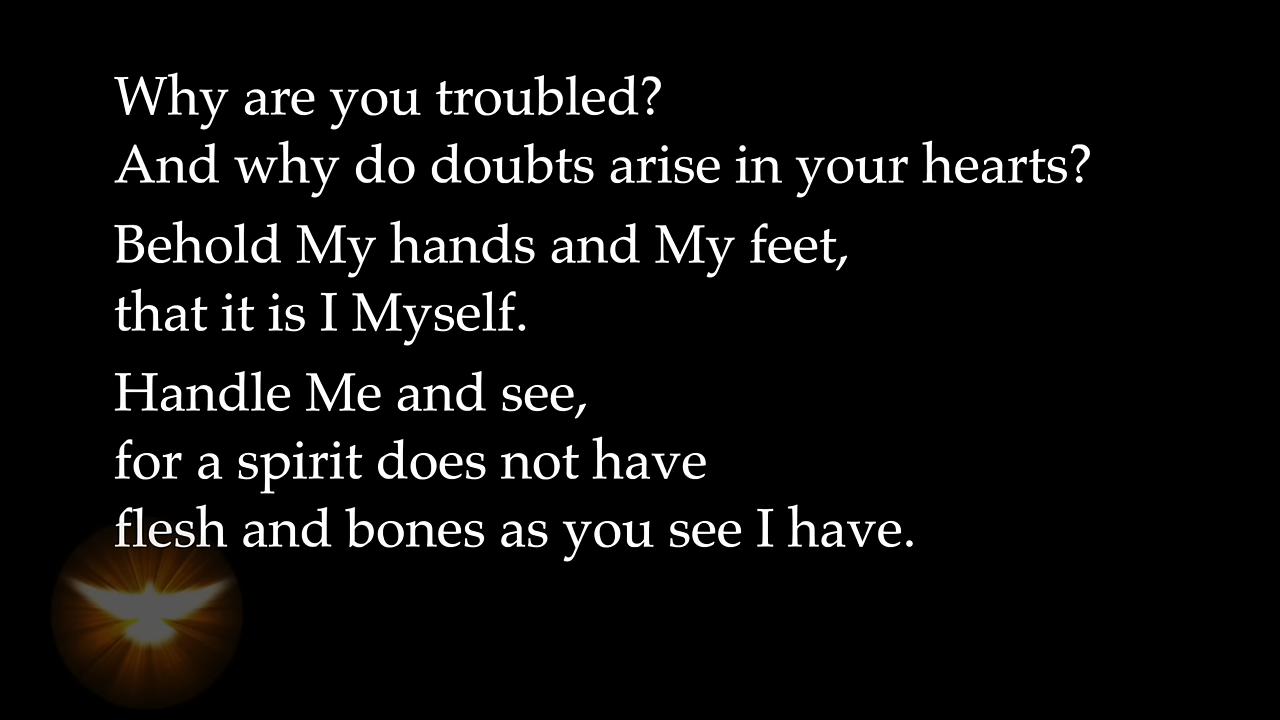 Why are you troubled?
And why do doubts arise in your hearts?
Behold My hands and My feet,
that it is I Myself.
Handle Me and see,
for a spirit does not have
flesh and bones as you see I have.